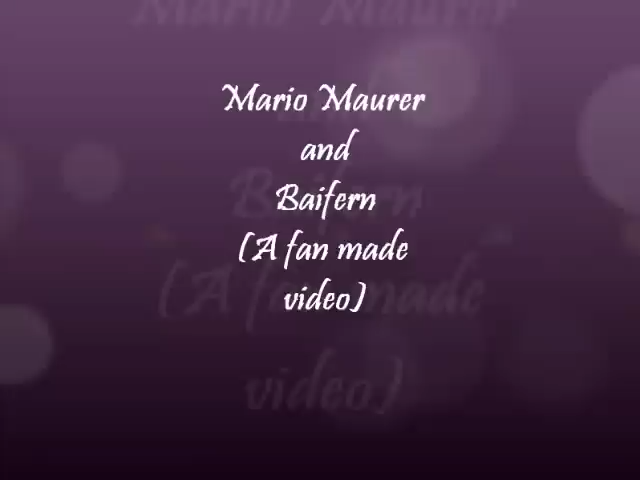 Mario Maurer
and
Baifern
(A fan made
video)